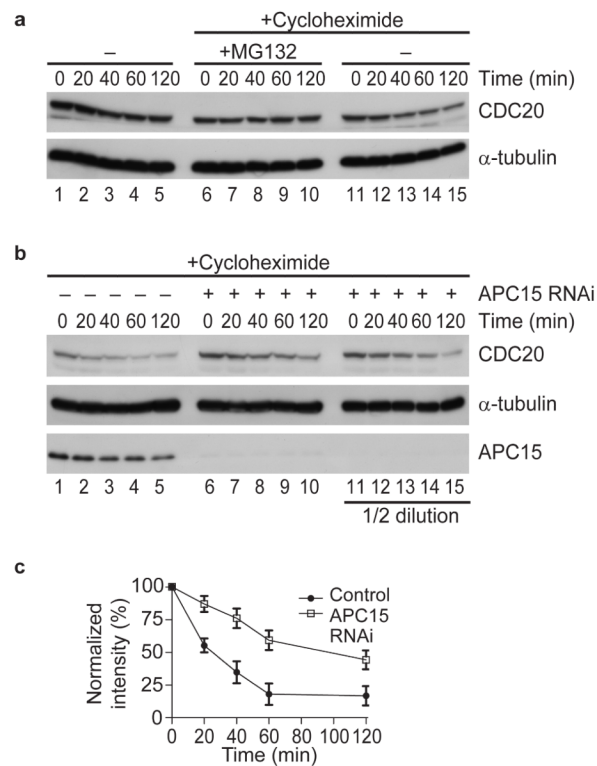 a
+Cycloheximide
– +MG132 –
0 20 40 60 120 0 20 40 60 120 0 20 40 60 120 Time (min)
CDC20
α-tubulin
1 2 3 4 5 6 7 8 9 10 11 12 13 14 15
b
+Cycloheximide
– – – – – + + + + + + + + + + APC15 RNAi
0 20 40 60 120 0 20 40 60 120 0 20 40 60 120 Time (min)
CDC20
α-tubulin
APC15
1 2 3 4 5 6 7 8 9 10 11 12 13 14 15
1/2 dilution
c
Normalized
intensity (%)
100
75
50
25
0
Control
APC15
RNAi
0 20 40 60 80 100 120
Time (min)